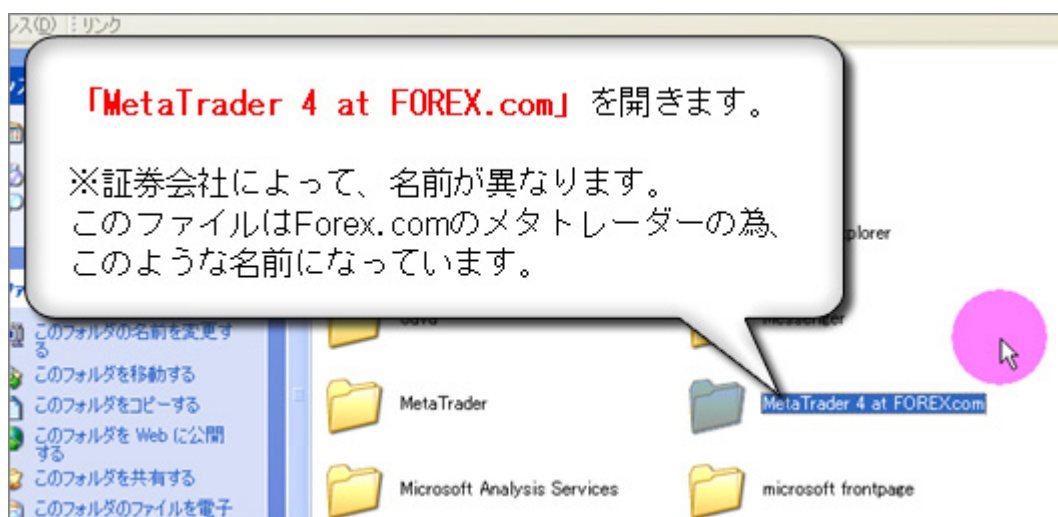 レス(D) リンク
「MetaTrader 4 at FOREX.com」を開きます。
※証券会社によって、名前が異なります。
このファイルはForex.comのメタトレーダーの為、
このような名前になっています。
Messenger
このフォルダの名前を変更す
る
このフォルダを移動する
MetaTrader
MetaTrader 4 at FOREX.com
このフォルダをコピーする
このフォルダを Web に公開
する
このフォルダを共有する
Microsoft Analysis Services
microsoft frontpage
このフォルダのファイルを電子